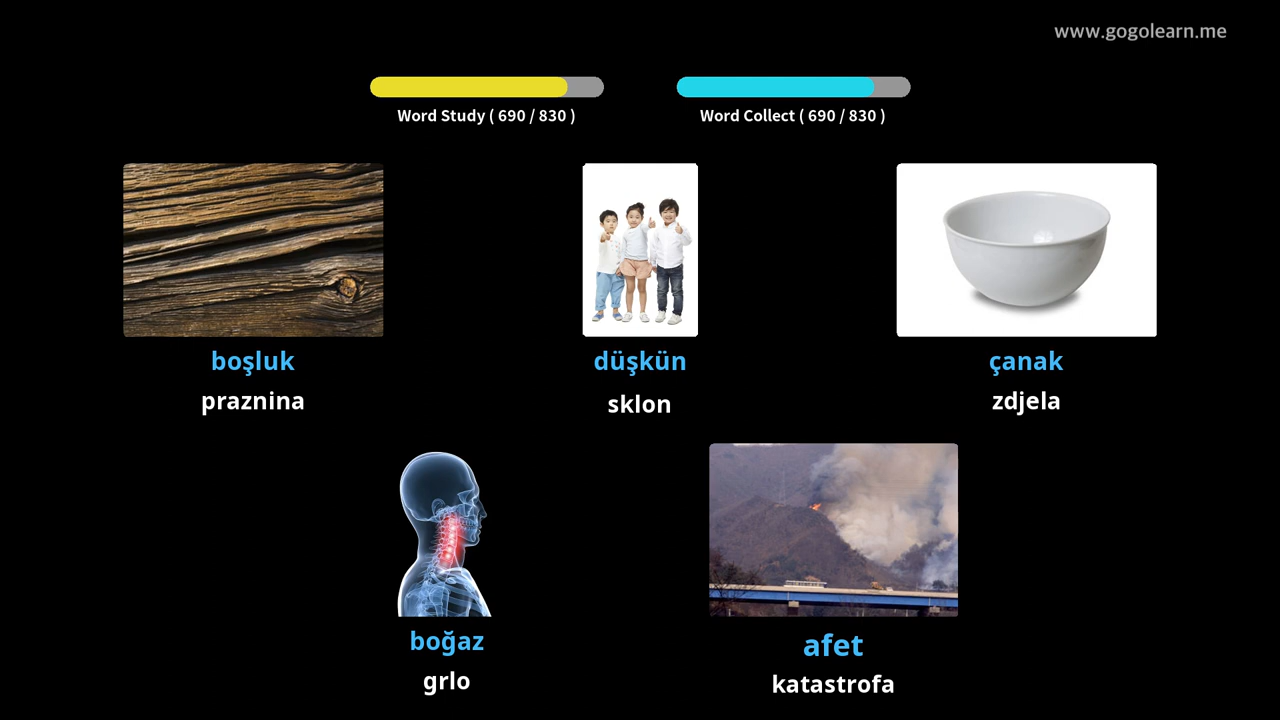 www.gogolearn.me
Word Study ( 690 / 830 )
Word Collect ( 690 / 830 )
boşluk
praznina
düşkün
sklon
çanak
zdjela
boğaz
grlo
afet
katastrofa